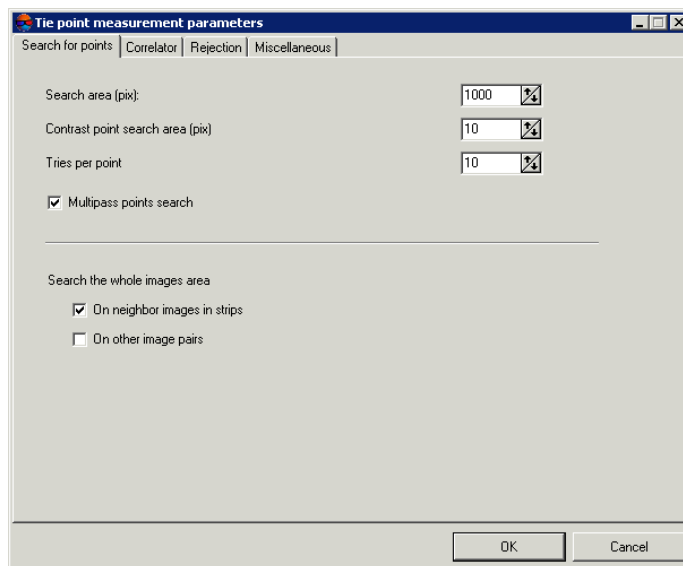 Tie point measurement parameters
Search for points Correlator Rejection Miscellaneous
Search area (pix): 1000
Contrast point search area (pix) 10
Tries per point 10
Multipass points search
Search the whole images area
On neighbor images in strips
On other image pairs
OK Cancel